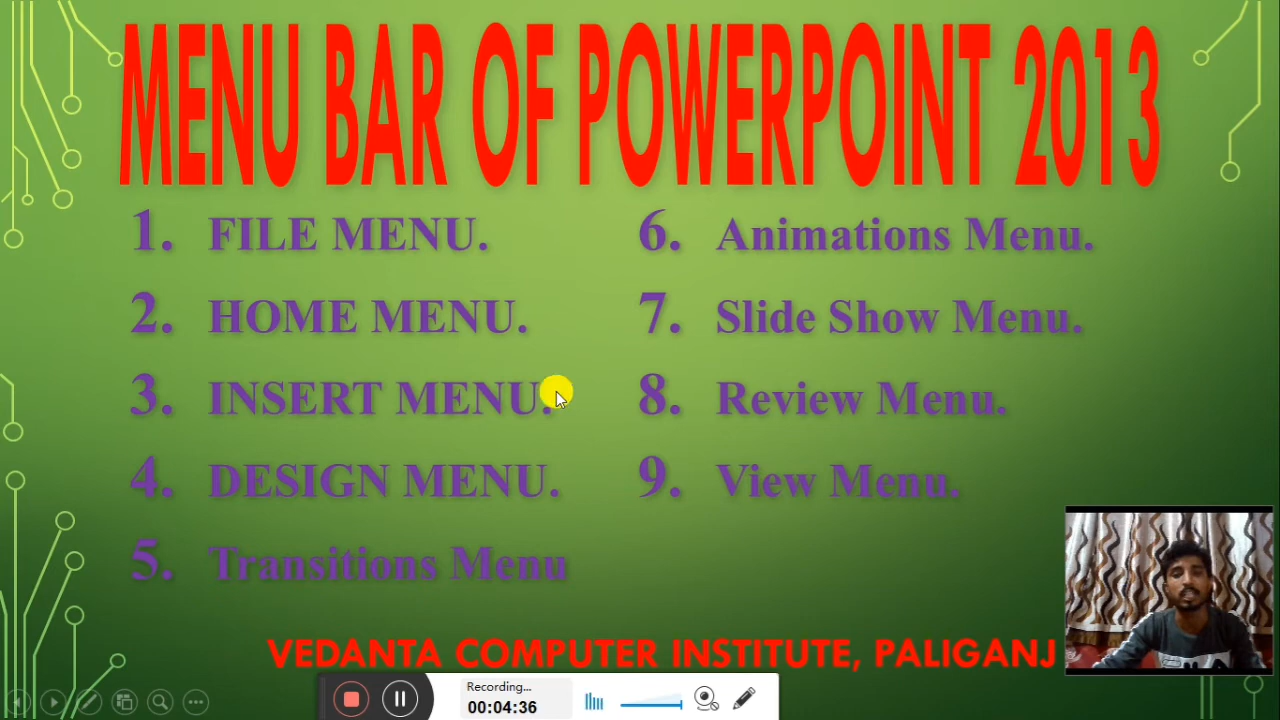 MENU BAR OF POWERPOINT 2013
1. FILE MENU.
2. HOME MENU.
3. INSERT MENU.
4. DESIGN MENU.
5. Transitions Menu
6. Animations Menu.
7. Slide Show Menu.
8. Review Menu.
9. View Menu.
VEDANTA COMPUTER INSTITUTE, PALIGANJ
Recording...
00:04:36